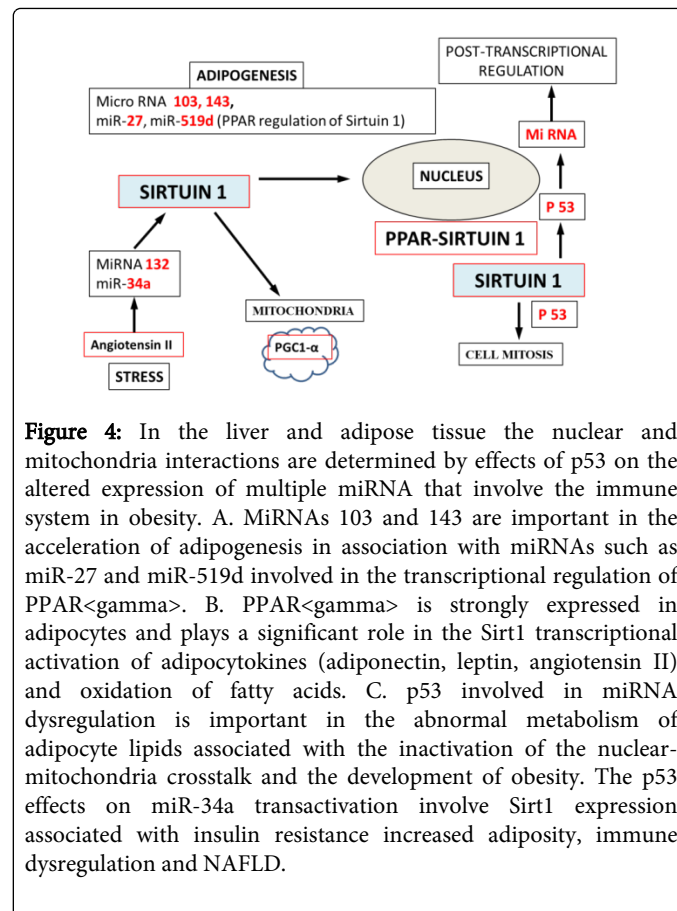 ADIPOGENESIS
Micro RNA 103, 143,
miR-27, miR-519d (PPAR regulation of Sirtuin 1)
POST-TRANSCRIPTIONAL
REGULATION
Mi RNA
NUCLEUS
P 53
SIRTUIN 1
PPAR-SIRTUIN 1
MiRNA 132
miR-34a
SIRTUIN 1
P 53
MITOCHONDRIA
PGC1-α
Angiotensin II
STRESS
CELL MITOSIS
Figure 4: In the liver and adipose tissue the nuclear and
mitochondria interactions are determined by effects of p53 on the
altered expression of multiple miRNA that involve the immune
system in obesity. A. MiRNAs 103 and 143 are important in the
acceleration of adipogenesis in association with miRNAs such as
miR-27 and miR-519d involved in the transcriptional regulation of
PPAR<gamma>. B. PPAR<gamma> is strongly expressed in
adipocytes and plays a significant role in the Sirt1 transcriptional
activation of adipocytokines (adiponectin, leptin, angiotensin II)
and oxidation of fatty acids. C. p53 involved in miRNA
dysregulation is important in the abnormal metabolism of
adipocyte lipids associated with the inactivation of the nuclear-
mitochondria crosstalk and the development of obesity. The p53
effects on miR-34a transactivation involve Sirt1 expression
associated with insulin resistance increased adiposity, immune
dysregulation and NAFLD.